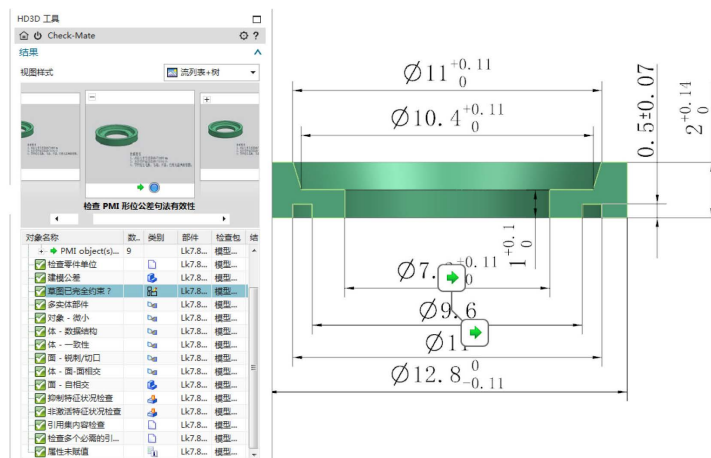 HD3D 工具
Check-Mate
?
结果
视图样式
流列表+树
检查 PMI 形位公差句法有效性
对象名称 数... 类别 部件 检查包 结
PMI object(s)... 9 Lk7.8... 模型...
检查零件单位 Lk7.8... 模型...
建模公差 Lk7.8... 模型...
草图已完全约束？ Lk7.8... 模型...
多实体部件 Lk7.8... 模型...
对象 - 微小 Lk7.8... 模型...
体 - 数据结构 Lk7.8... 模型...
体 - 一致性 Lk7.8... 模型...
面 - 锐刺/切口 Lk7.8... 模型...
体 - 面-面相交 Lk7.8... 模型...
面 - 自相交 Lk7.8... 模型...
抑制特征状况检查 Lk7.8... 模型...
非激活特征状况检查 Lk7.8... 模型...
引用集内容检查 Lk7.8... 模型...
检查多个必需的引... Lk7.8... 模型...
属性未赋值 Lk7.8... 模型...
Ø11 +0.11 0
Ø10.4 +0.11 0
0.5±0.07
2 +0.14 0
1 +0.1 0
Ø7. +0.11 0
Ø9.6
Ø11
Ø12.8 0 -0.11